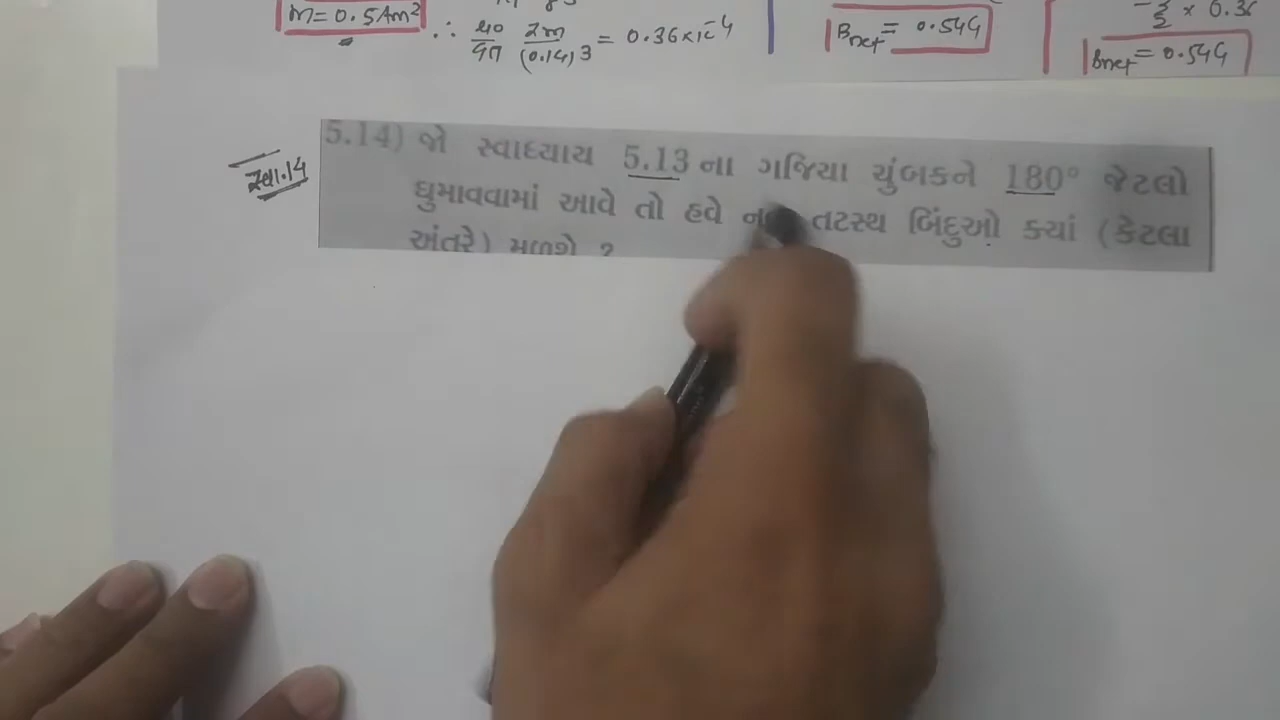 m = 0.5 Am²
∴ μ0/4π 2m/(0.14)3 = 0.36×10⁻⁴
Bnet = 0.54G
× 0.36
Bnet = 0.54G
સ્વા.14
5.14) જો સ્વાધ્યાય 5.13 ના ગજિયા ચુંબકને 180° જેટલો
ઘુમાવવામાં આવે તો હવે તટસ્થ બિંદુઓ ક્યાં (કેટલા
અંતરે) મળશે ?